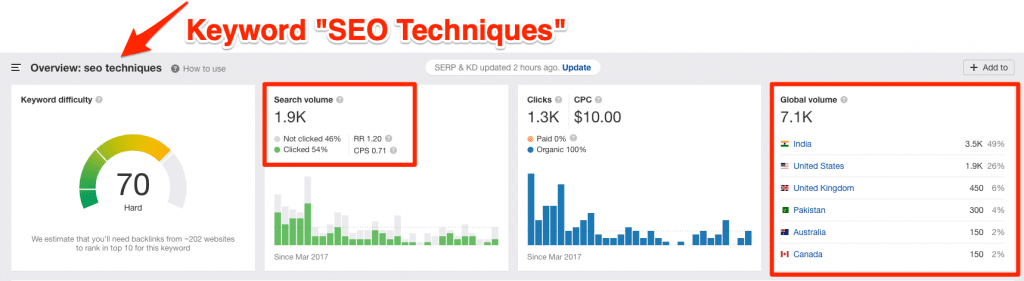 Keyword "SEO Techniques"
Overview: seo techniques ? How to use
SERP & KD updated 2 hours ago. Update
+ Add to
Keyword difficulty ?
70
Hard
We estimate that you'll need backlinks from ~202 websites
to rank in top 10 for this keyword
Search volume ?
1.9K
Not clicked 46% RR 1.20 ?
Clicked 54% CPS 0.71 ?
Since Mar 2017
Clicks ? CPC ?
1.3K $10.00
Paid 0% ?
Organic 100%
Since Mar 2017
Global volume ?
7.1K
India 3.5K 49%
United States 1.9K 26%
United Kingdom 450 6%
Pakistan 300 4%
Australia 150 2%
Canada 150 2%